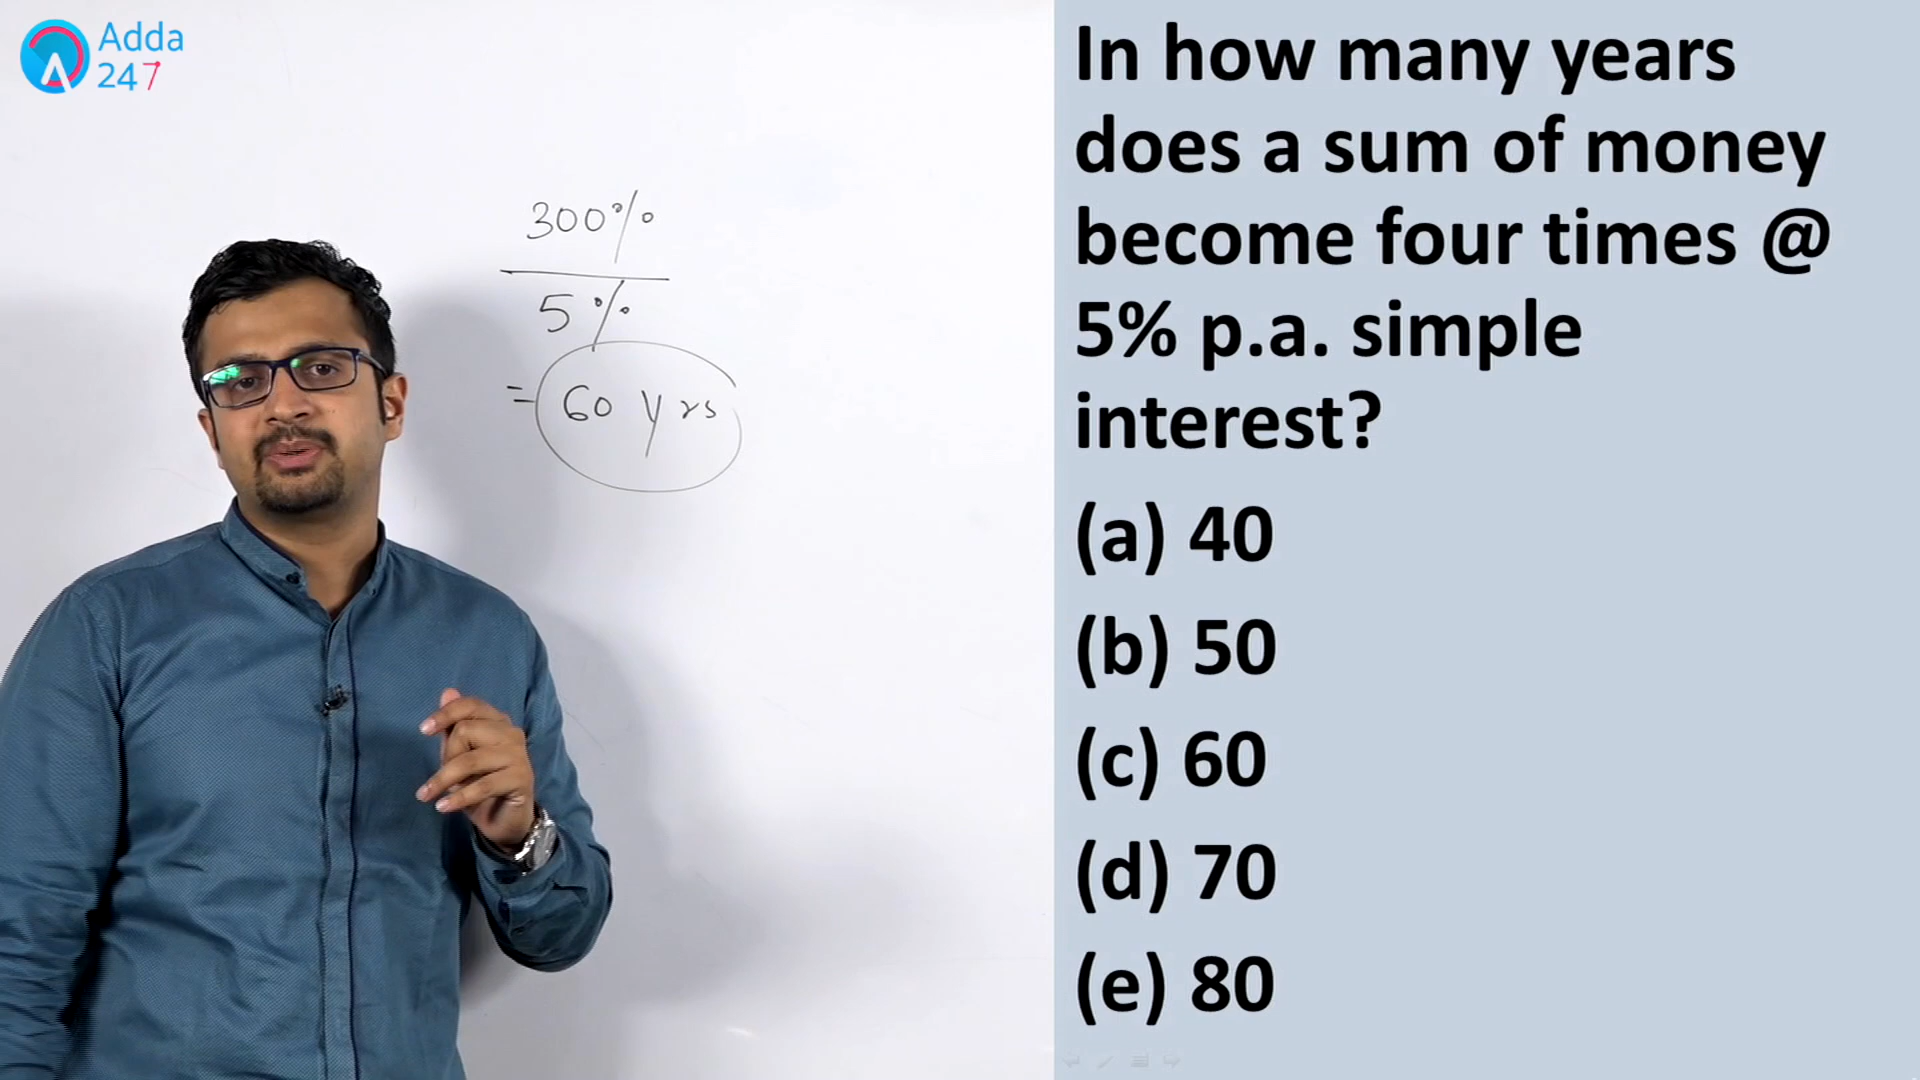 Adda
247
300%
5%
= 60 yrs
In how many years
does a sum of money
become four times @
5% p.a. simple
interest?
(a) 40
(b) 50
(c) 60
(d) 70
(e) 80